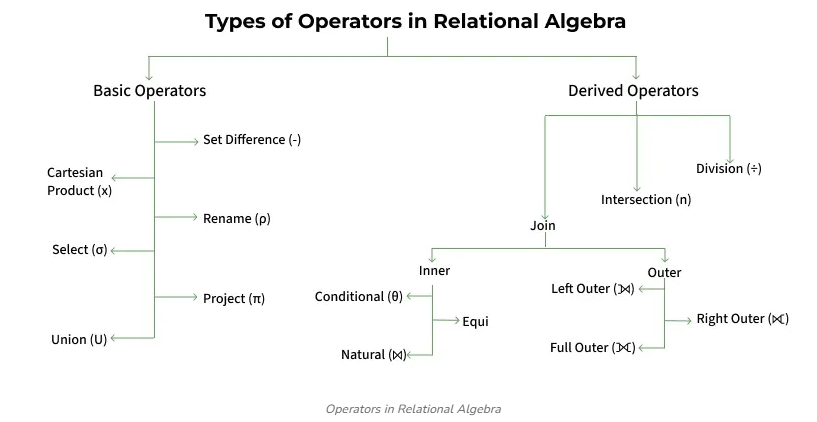 Types of Operators in Relational Algebra
Basic Operators
Derived Operators
Set Difference (-)
Cartesian
Product (x)
Rename (ρ)
Select (σ)
Project (π)
Union (U)
Division (÷)
Intersection (n)
Join
Inner
Outer
Conditional (θ)
Equi
Natural (⋈)
Left Outer (⟕)
Right Outer (⟖)
Full Outer (⟗)
Operators in Relational Algebra